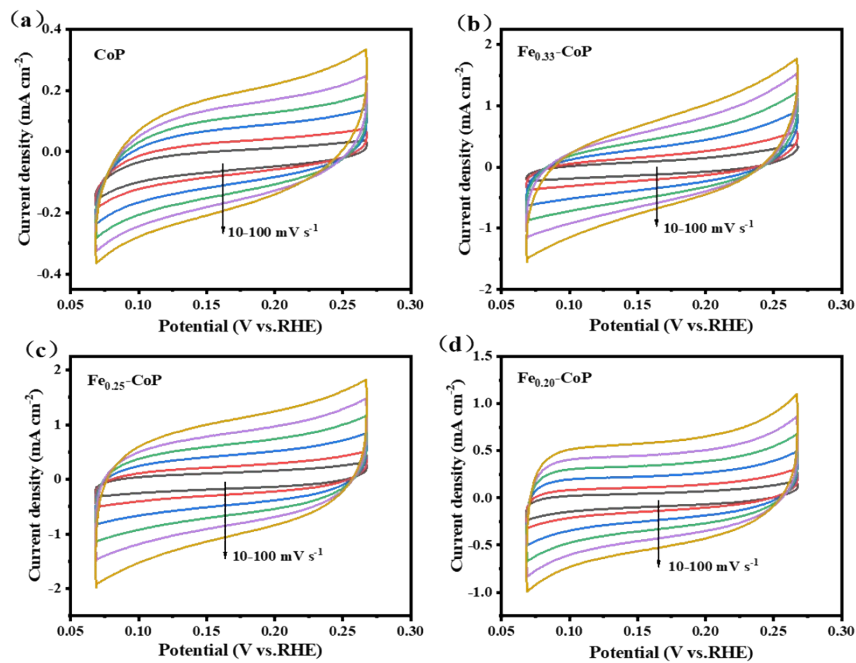 (a)
CoP
Current density (mA cm⁻²)
0.4
0.2
0.0
-0.2
-0.4
10-100 mV s⁻¹
0.05 0.10 0.15 0.20 0.25 0.30
Potential (V vs.RHE)
(b)
Fe₀.₃₃-CoP
Current density (mA cm⁻²)
2
1
0
-1
-2
10-100 mV s⁻¹
0.05 0.10 0.15 0.20 0.25 0.30
Potential (V vs.RHE)
(c)
Fe₀.₂₅-CoP
Current density (mA cm⁻²)
2
1
0
-1
-2
10-100 mV s⁻¹
0.05 0.10 0.15 0.20 0.25 0.30
Potential (V vs.RHE)
(d)
Fe₀.₂₀-CoP
Current density (mA cm⁻²)
1.5
1.0
0.5
0.0
-0.5
-1.0
10-100 mV s⁻¹
0.05 0.10 0.15 0.20 0.25 0.30
Potential (V vs.RHE)